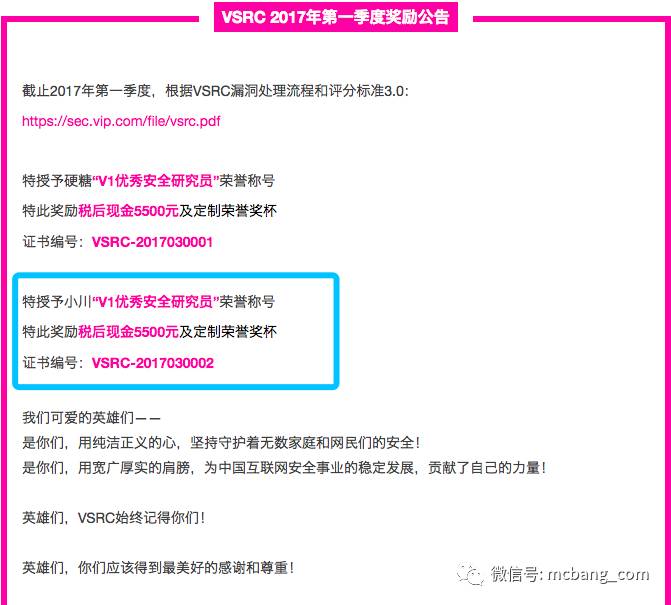 VSRC 2017年第一季度奖励公告
截止2017年第一季度，根据VSRC漏洞处理流程和评分标准3.0：
https://sec.vip.com/file/vsrc.pdf
特授予硬糖“V1优秀安全研究员”荣誉称号
特此奖励税后现金5500元及定制荣誉奖杯
证书编号：VSRC-2017030001
特授予小川“V1优秀安全研究员”荣誉称号
特此奖励税后现金5500元及定制荣誉奖杯
证书编号：VSRC-2017030002
我们可爱的英雄们——
是你们，用纯洁正义的心，坚持守护着无数家庭和网民们的安全！
是你们，用宽广厚实的肩膀，为中国互联网安全事业的稳定发展，贡献了自己的力量！
英雄们，VSRC始终记得你们！
英雄们，你们应该得到最美好的感谢和尊重！
微信号: mcbang_com